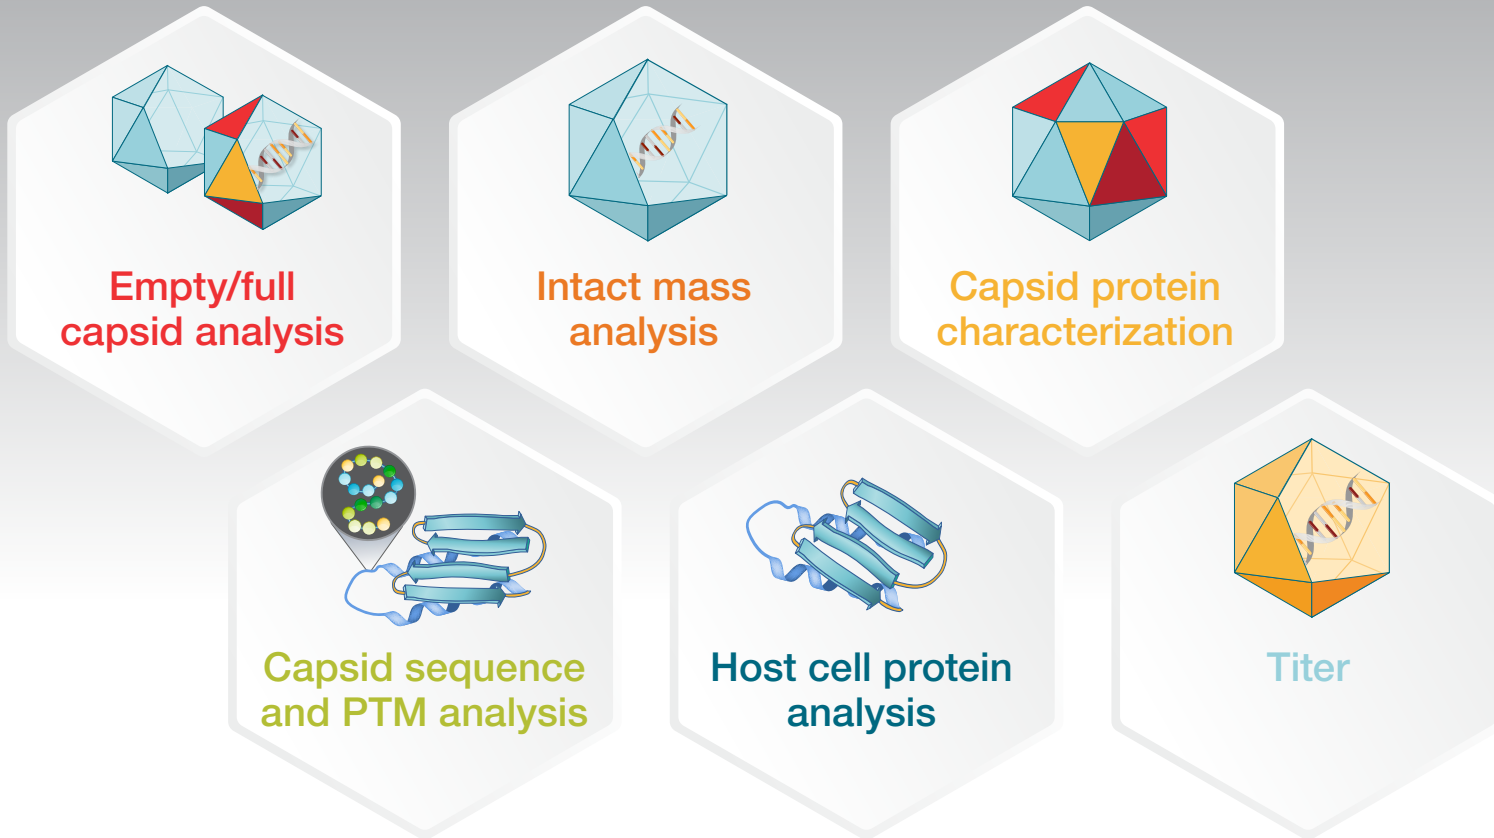 Empty/full
capsid analysis
Intact mass
analysis
Capsid protein
characterization
Capsid sequence
and PTM analysis
Host cell protein
analysis
Titer